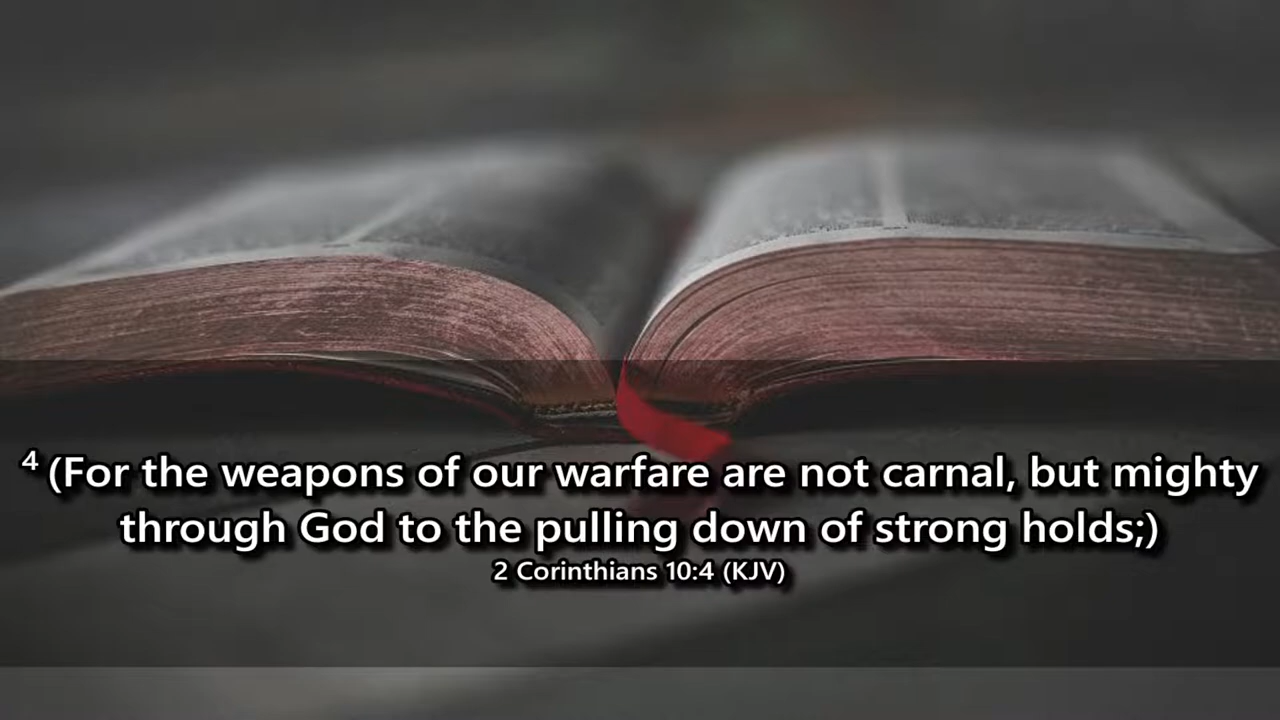 4 (For the weapons of our warfare are not carnal, but mighty
through God to the pulling down of strong holds;)
2 Corinthians 10:4 (KJV)